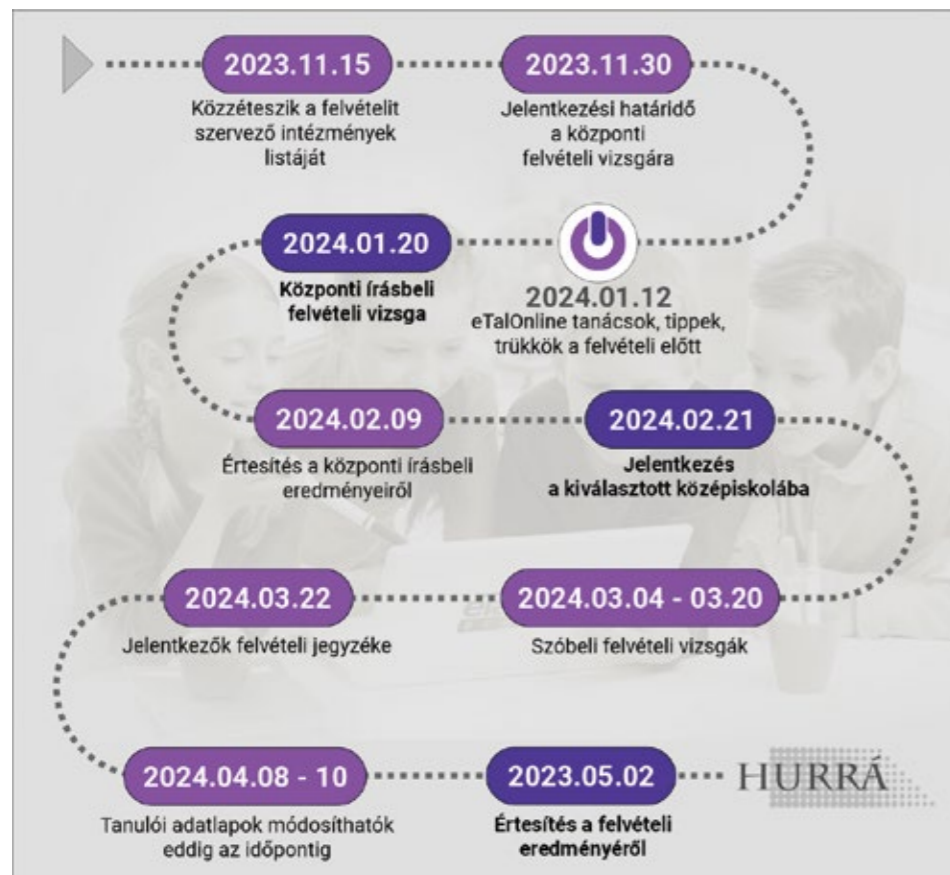 2023.11.15
Közzéteszik a felvételit
szervező intézmények
listáját
2023.11.30
Jelentkezési határidő
a központi
felvételi vizsgára
2024.01.12
eTalOnline tanácsok, tippek,
trükkök a felvételi előtt
2024.01.20
Központi írásbeli
felvételi vizsga
2024.02.09
Értesítés a központi írásbeli
eredményeiről
2024.02.21
Jelentkezés
a kiválasztott középiskolába
2024.03.04 - 03.20
Szóbeli felvételi vizsgák
2024.03.22
Jelentkezők felvételi jegyzéke
2024.04.08 - 10
Tanulói adatlapok módosíthatók
eddig az időpontig
2023.05.02
Értesítés a felvételi
eredményéről
HURRÁ